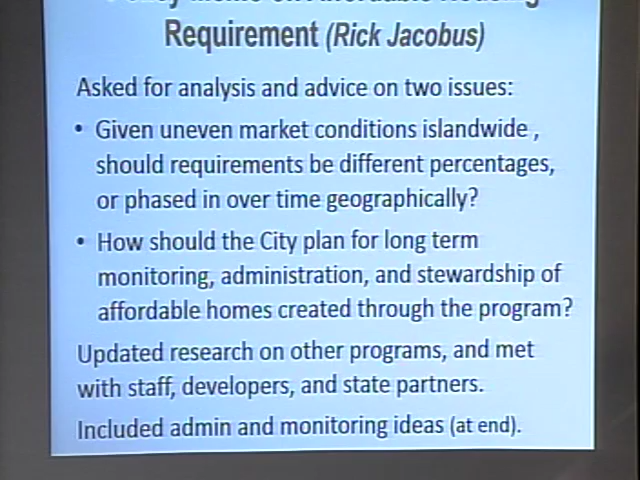 Requirement (Rick Jacobus)
Asked for analysis and advice on two issues:
• Given uneven market conditions islandwide ,
should requirements be different percentages,
or phased in over time geographically?
• How should the City plan for long term
monitoring, administration, and stewardship of
affordable homes created through the program?
Updated research on other programs, and met
with staff, developers, and state partners.
Included admin and monitoring ideas (at end).